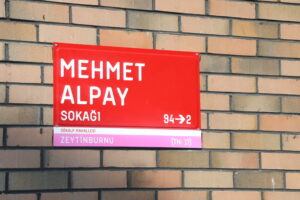 MEHMET
ALPAY
SOKAĞI 94→2
ZEYTİNBURNU